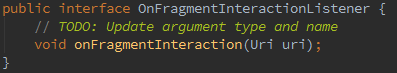 public interface OnFragmentInteractionListener {
// TODO: Update argument type and name
void onFragmentInteraction(Uri uri);
}